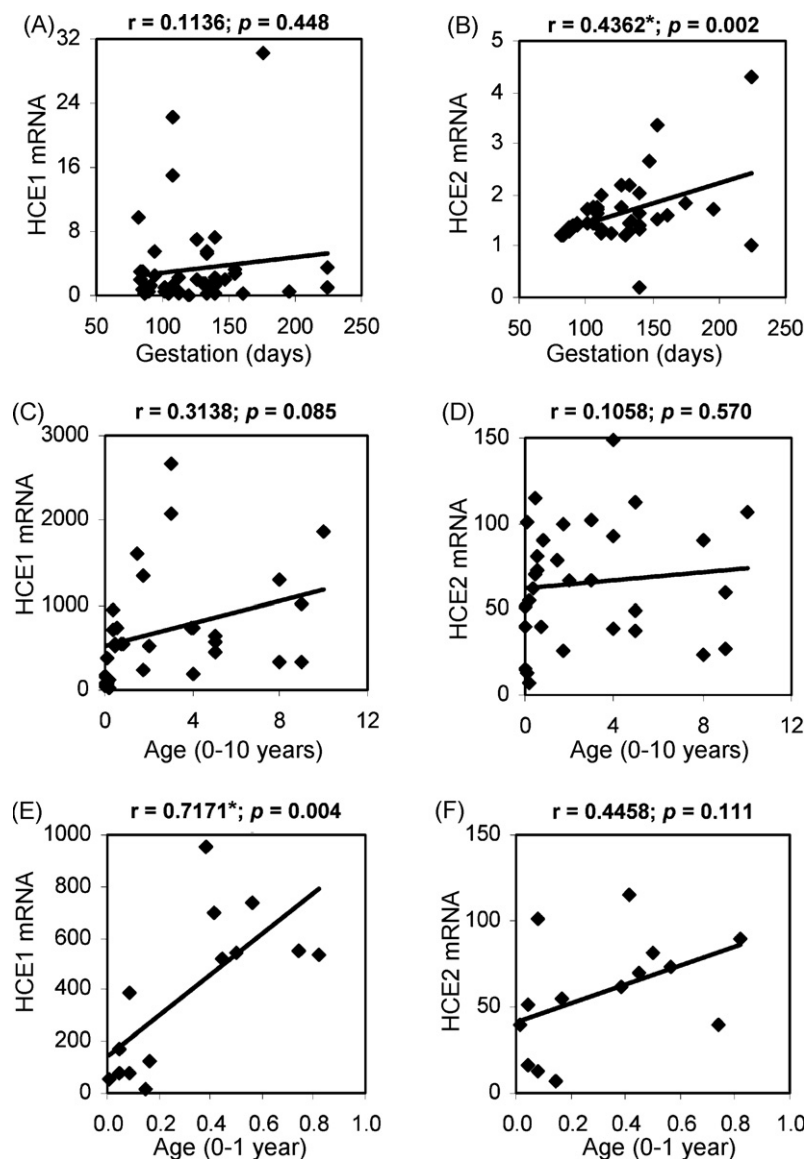 (A)
r = 0.1136; p = 0.448
HCE1 mRNA
32
24
16
8
0
50 100 150 200 250
Gestation (days)
(B)
r = 0.4362*; p = 0.002
HCE2 mRNA
5
4
3
2
1
0
50 100 150 200 250
Gestation (days)
(C)
r = 0.3138; p = 0.085
HCE1 mRNA
3000
2000
1000
0
0 4 8 12
Age (0-10 years)
(D)
r = 0.1058; p = 0.570
HCE2 mRNA
150
100
50
0
0 4 8 12
Age (0-10 years)
(E)
r = 0.7171*; p = 0.004
HCE1 mRNA
1000
800
600
400
200
0
0.0 0.2 0.4 0.6 0.8 1.0
Age (0-1 year)
(F)
r = 0.4458; p = 0.111
HCE2 mRNA
150
100
50
0
0.0 0.2 0.4 0.6 0.8 1.0
Age (0-1 year)